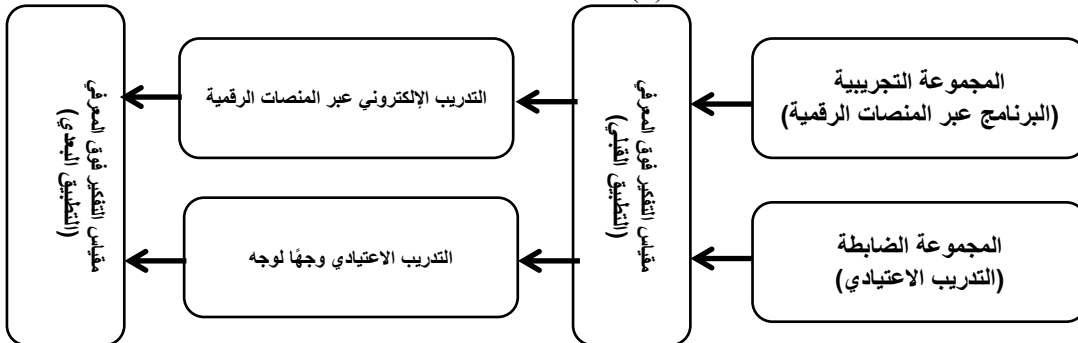 المجموعة التجريبية
(البرنامج عبر المنصات الرقمية)
المجموعة الضابطة
(التدريب الاعتيادي)
مقياس التفكير فوق المعرفي
(التطبيق القبلي)
التدريب الإلكتروني عبر المنصات الرقمية
التدريب الاعتيادي وجهًا لوجه
مقياس التفكير فوق المعرفي
(التطبيق البعدي)